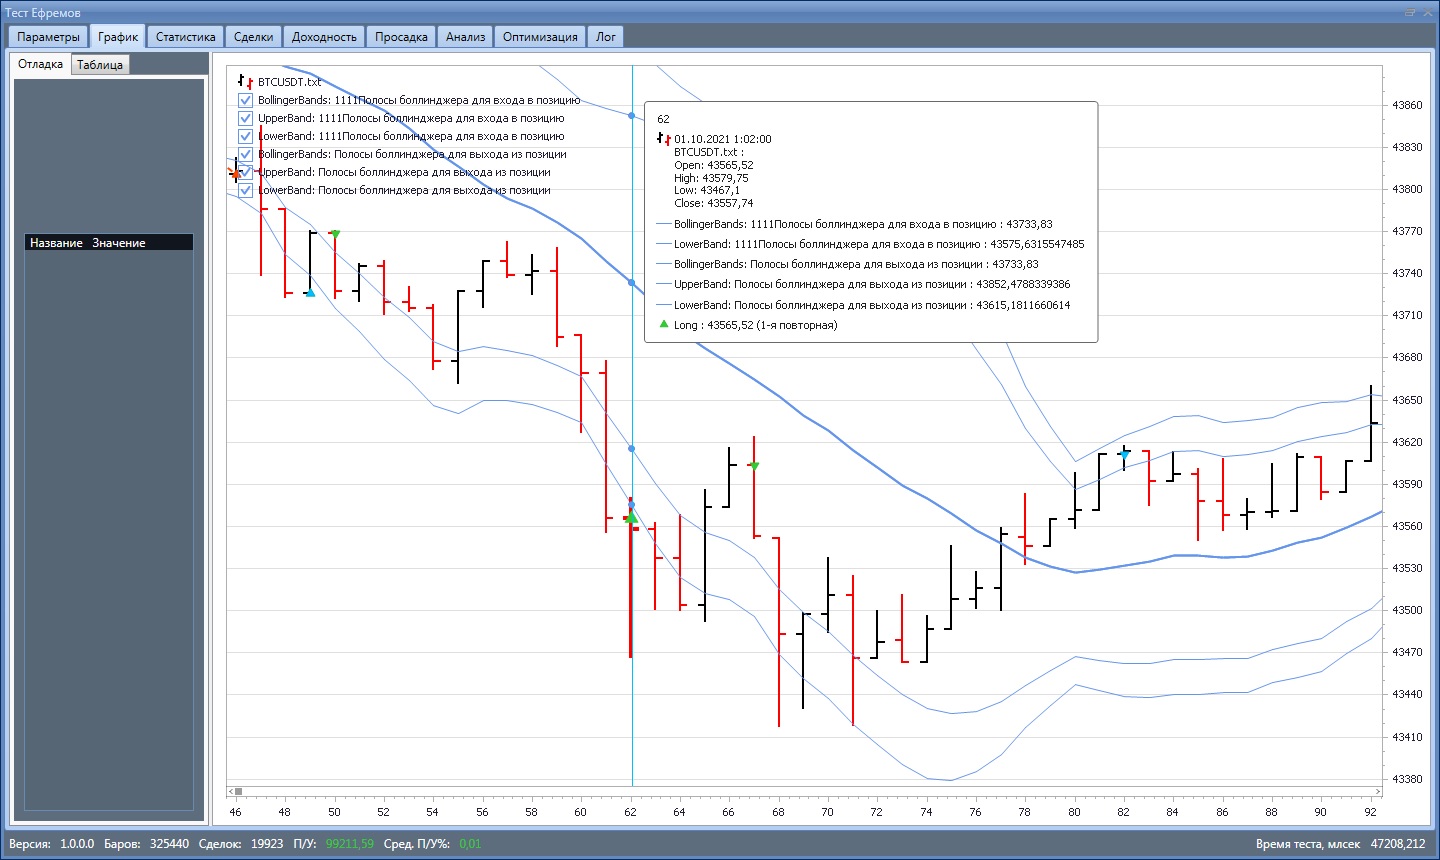 Тест Ефремов
Параметры График Статистика Сделки Доходность Просадка Анализ Оптимизация Лог
Отладка Таблица
Название Значение
BTCUSDT.txt
BollingerBands: 1111Полосы боллинджера для входа в позицию
UpperBand: 1111Полосы боллинджера для входа в позицию
LowerBand: 1111Полосы боллинджера для входа в позицию
BollingerBands: Полосы боллинджера для выхода из позиции
UpperBand: Полосы боллинджера для выхода из позиции
LowerBand: Полосы боллинджера для выхода из позиции
62
01.10.2021 1:02:00
BTCUSDT.txt :
Open: 43565,52
High: 43579,75
Low: 43467,1
Close: 43557,74
BollingerBands: 1111Полосы боллинджера для входа в позицию : 43733,83
LowerBand: 1111Полосы боллинджера для входа в позицию : 43575,6315547485
BollingerBands: Полосы боллинджера для выхода из позиции : 43733,83
UpperBand: Полосы боллинджера для выхода из позиции : 43852,4788339386
LowerBand: Полосы боллинджера для выхода из позиции : 43615,1811660614
Long : 43565,52 (1-я повторная)
43860
43830
43800
43770
43740
43710
43680
43650
43620
43590
43560
43530
43500
43470
43440
43410
43380
46 48 50 52 54 56 58 60 62 64 66 68 70 72 74 76 78 80 82 84 86 88 90 92
Версия: 1.0.0.0 Баров: 325440 Сделок: 19923 П/У: 99211,59 Сред. П/У%: 0,01 Время теста, млсек 47208,212